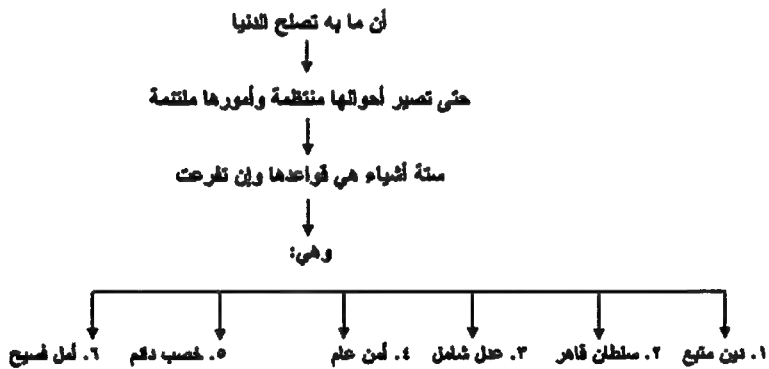 أن ما به تصلح الدنيا
حتى تصير أحوالها منتظمة وأمورها ملتئمة
ستة أشياء هي قواعدها وإن تفرعت
وهي:
١. دين متبع ٢. سلطان قاهر ٣. عدل شامل ٤. أمن عام ٥. خصب دائم ٦. أمل فسيح